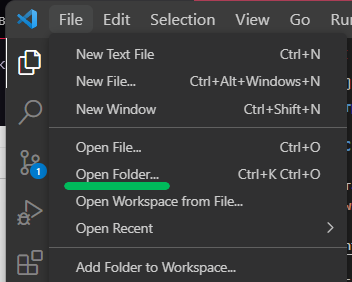 File Edit Selection View Go Run
New Text File Ctrl+N
New File... Ctrl+Alt+Windows+N
New Window Ctrl+Shift+N
Open File... Ctrl+O
Open Folder... Ctrl+K Ctrl+O
1
Open Workspace from File...
Open Recent
Add Folder to Workspace...